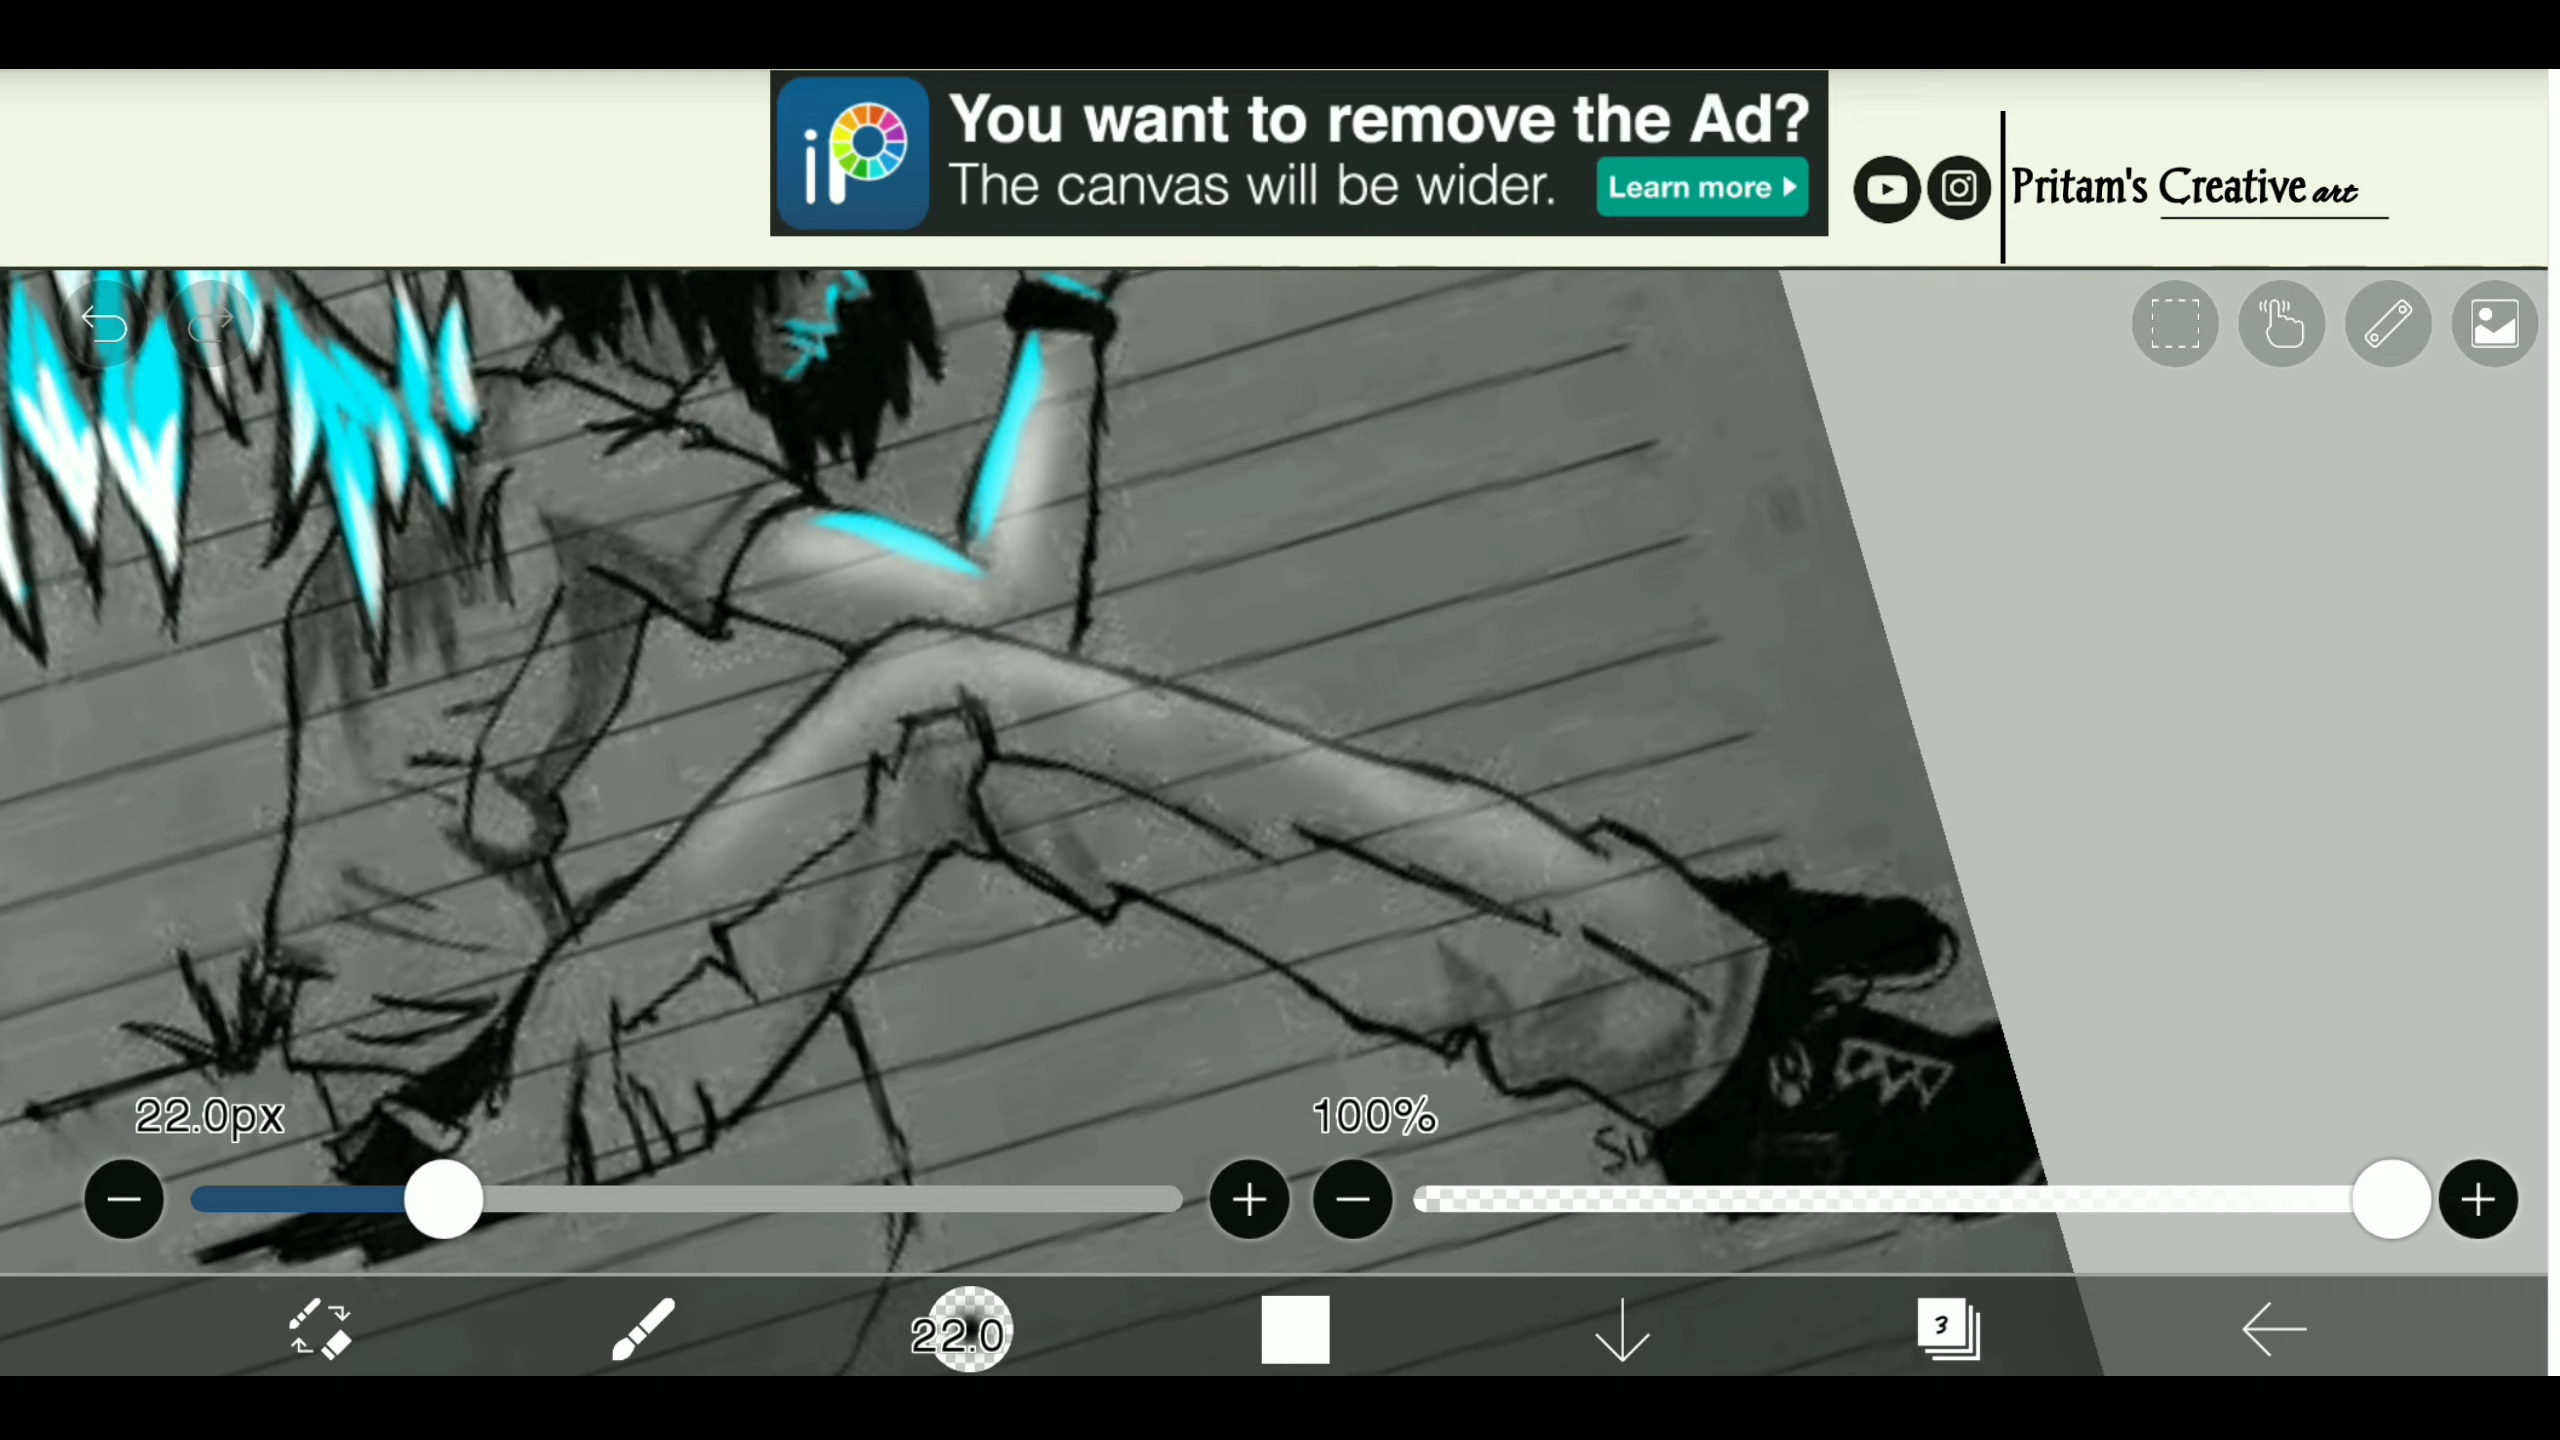 iP
You want to remove the Ad?
The canvas will be wider.
Learn more
Pritam's Creative art
22.0px
100%
22.0
3